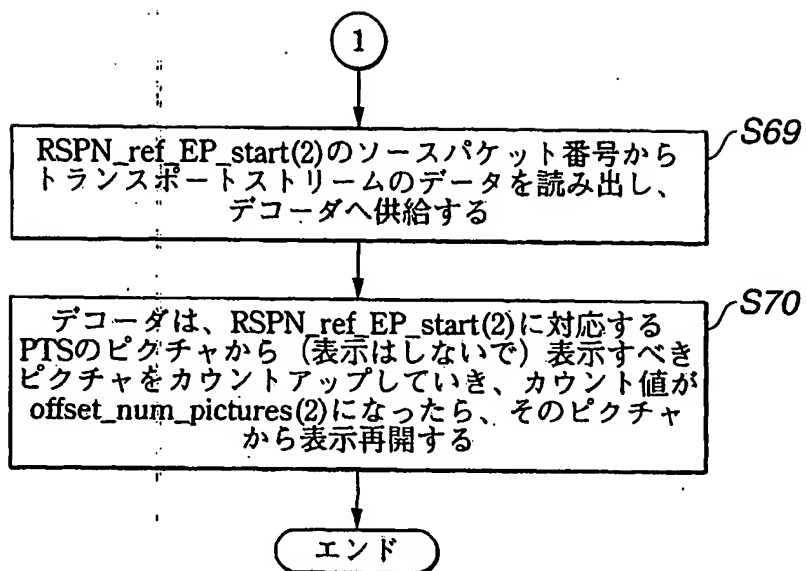 1
RSPN_ref_EP_start(2)のソースパケット番号から
トランスポートストリームのデータを読み出し、
デコーダへ供給する
S69
デコーダは、RSPN_ref_EP_start(2)に対応する
PTSのピクチャから（表示はしないで）表示すべき
ピクチャをカウントアップしていき、カウント値が
offset_num_pictures(2)になったら、そのピクチャ
から表示再開する
S70
エンド